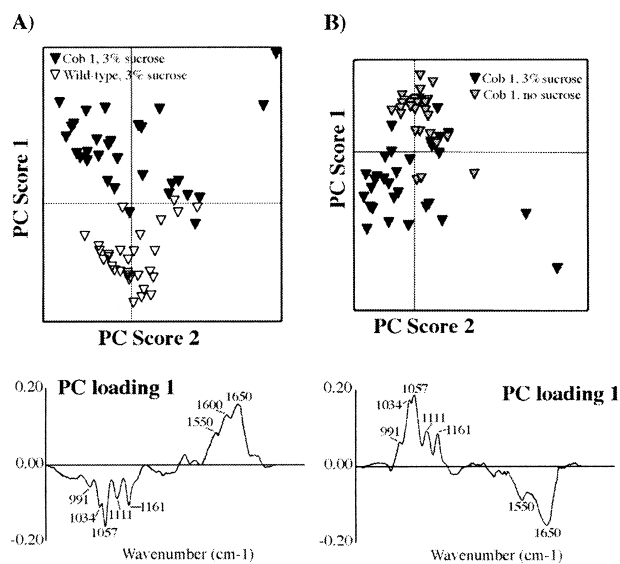 A)
Cob 1, 3% sucrose
Wild-type, 3% sucrose
PC Score 1
PC Score 2
B)
Cob 1, 3% sucrose
Cob 1, no sucrose
PC Score 1
PC Score 2
PC loading 1
0.20
0.00
-0.20
991
1034
1057
1111
1161
1550
1600
1650
Wavenumber (cm-1)
PC loading 1
0.20
0.00
-0.20
991
1034
1057
1111
1161
1550
1650
Wavenumber (cm-1)